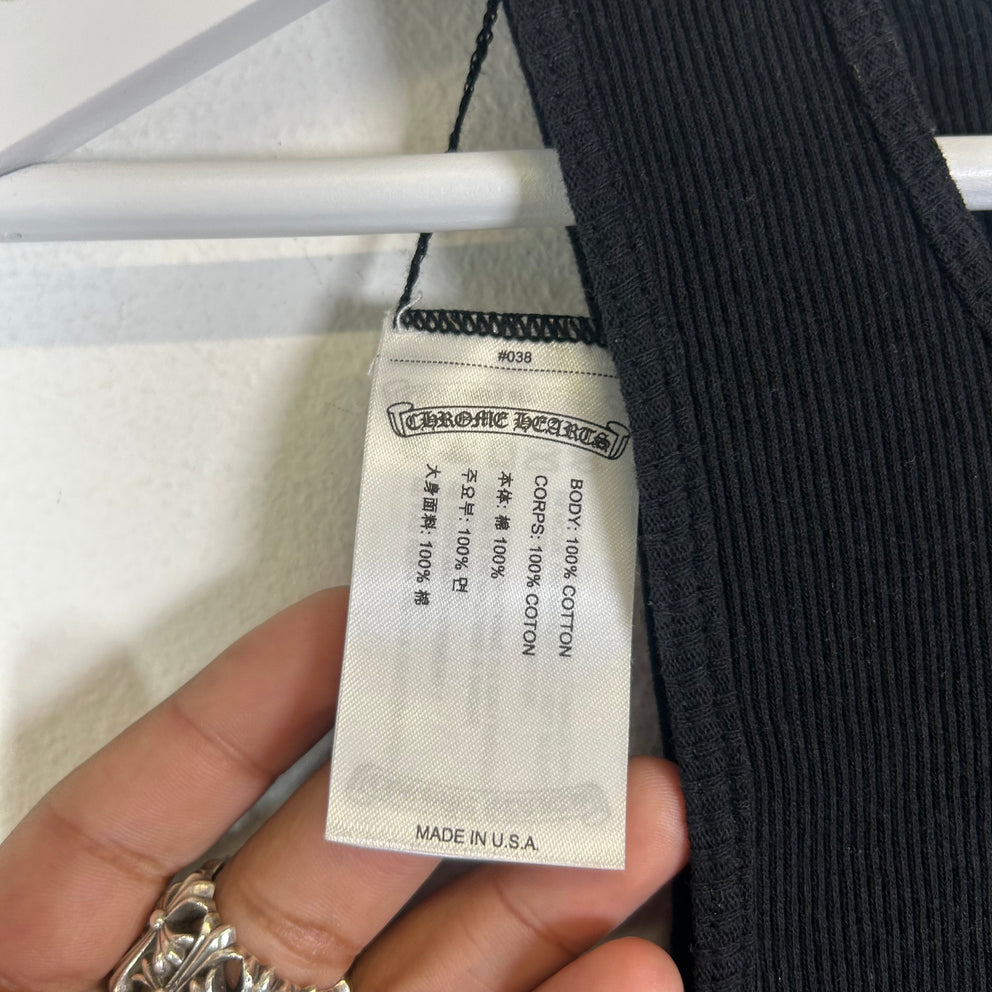 #038
CHROME HEARTS
BODY: 100% COTTON
CORPS: 100% COTON
本体: 綿 100%
주요부: 100% 면
大身面料: 100% 棉
MADE IN U.S.A.